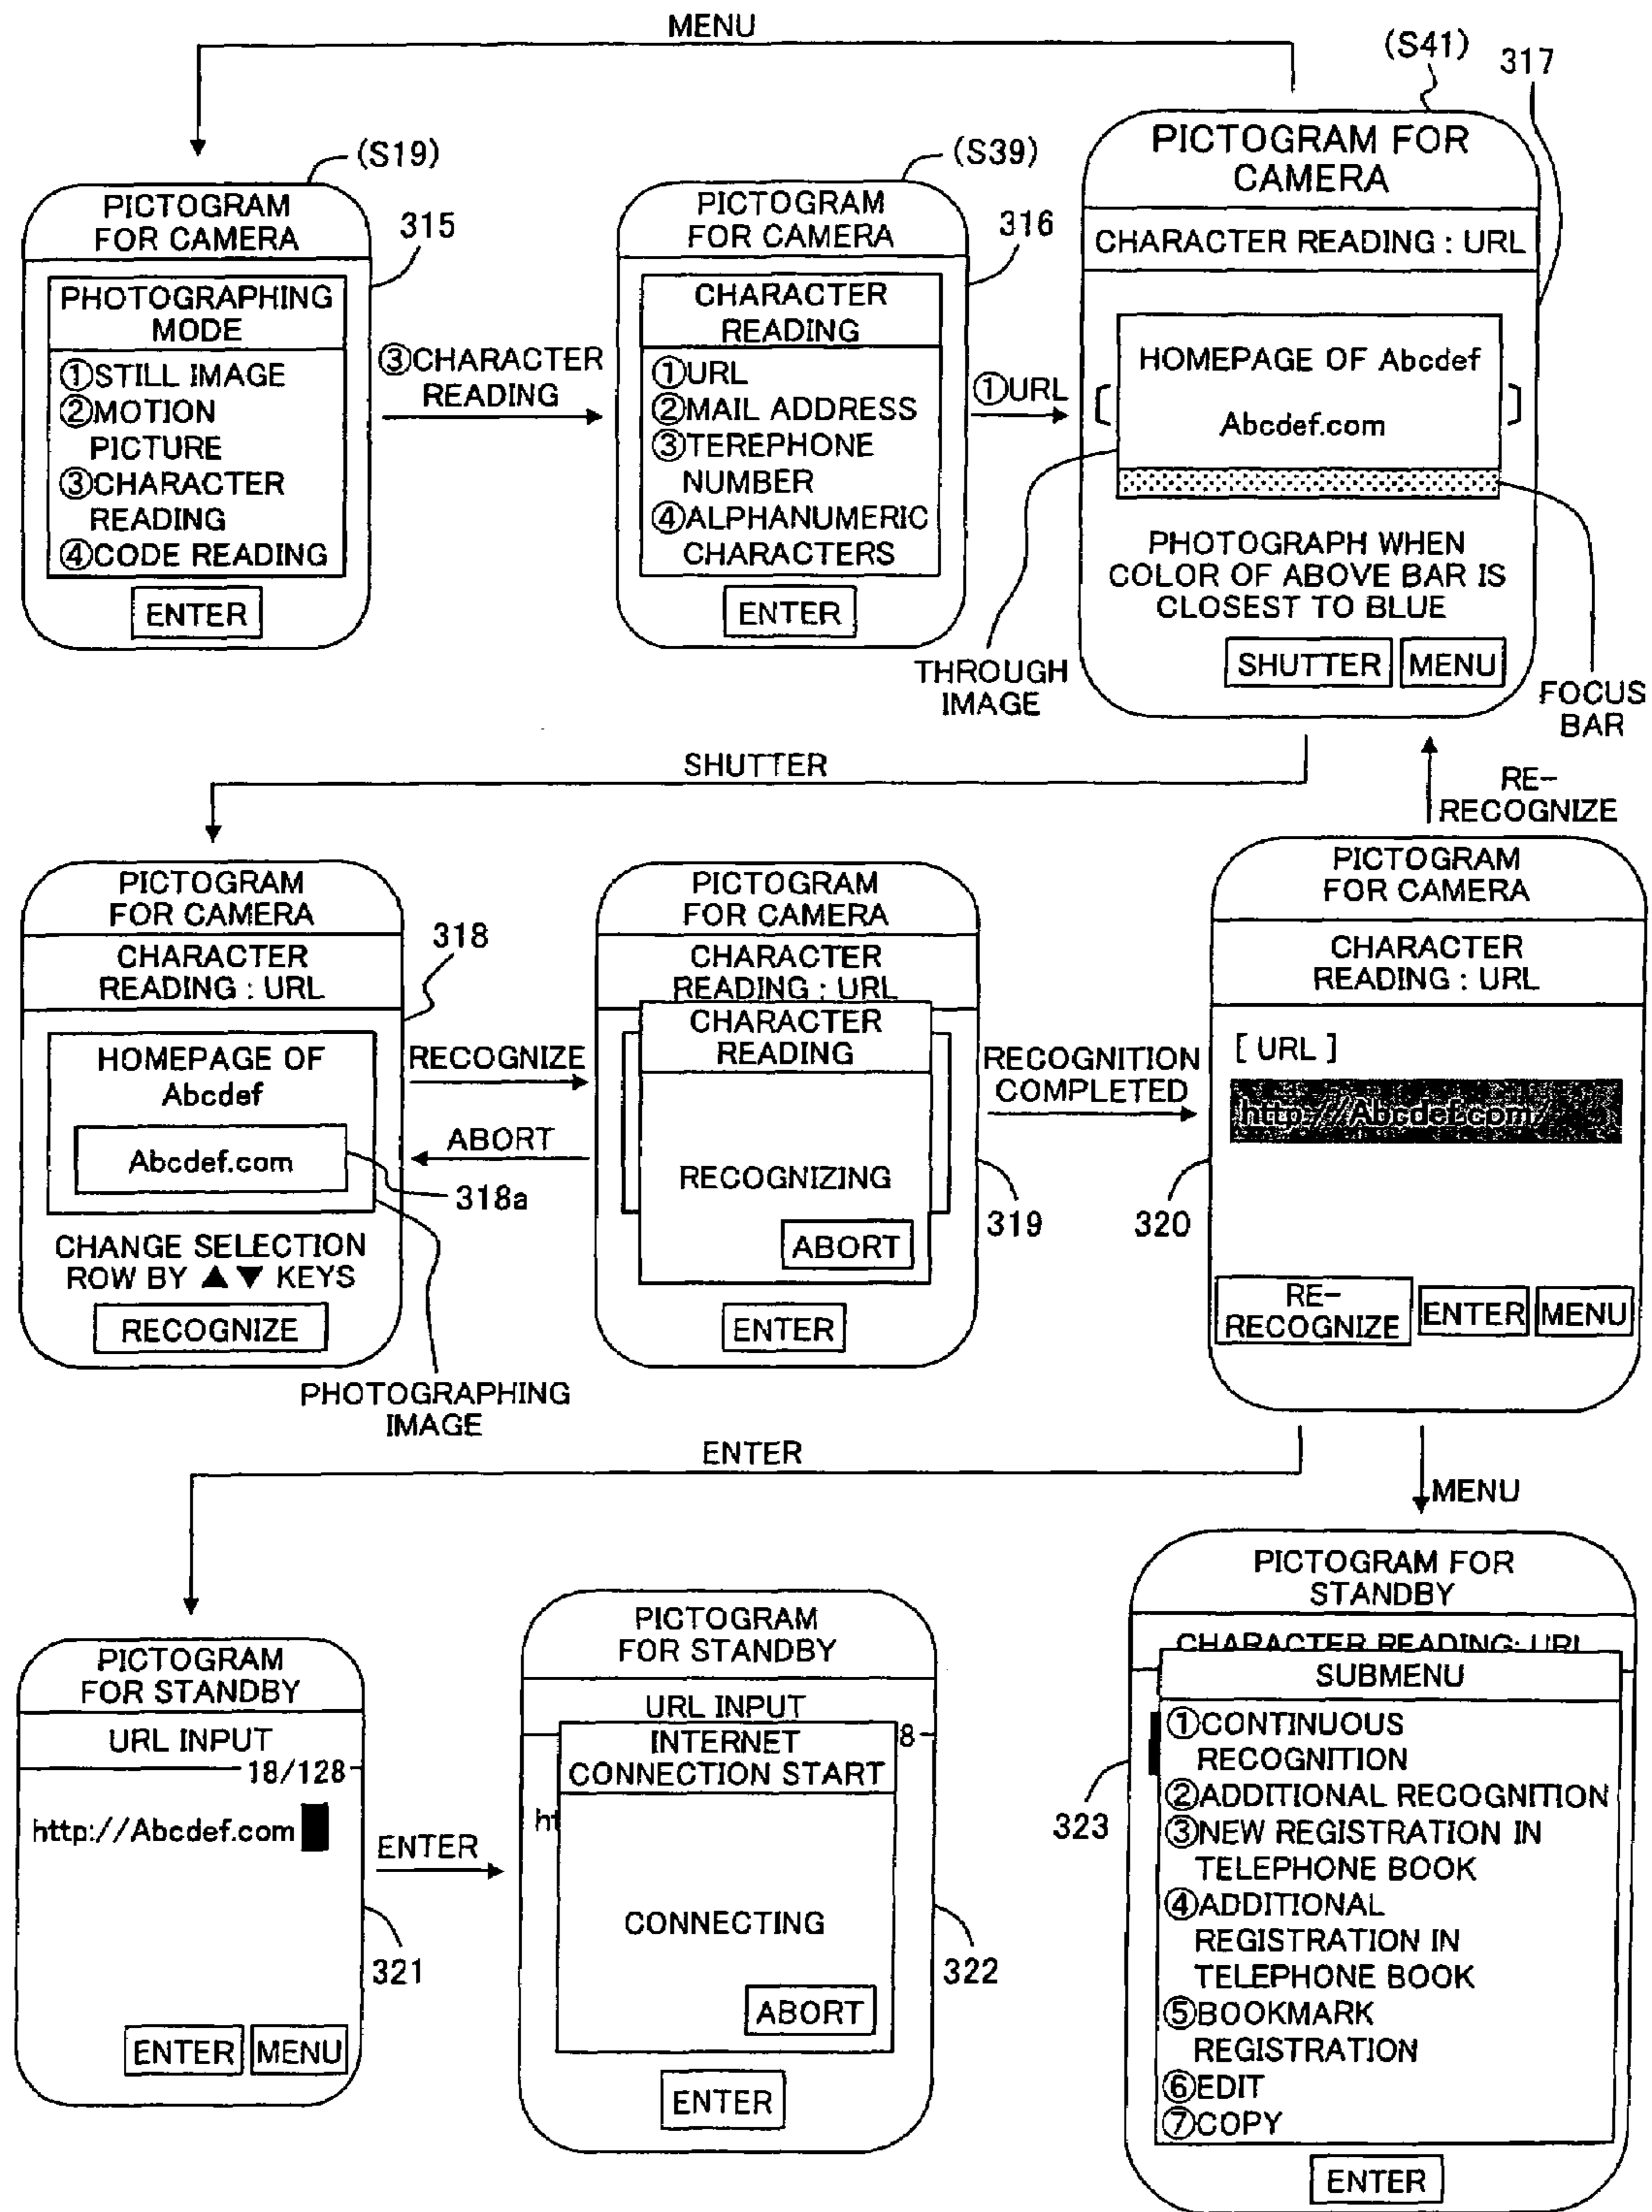 MENU
(S41)
317
(S19)
PICTOGRAM
FOR CAMERA
315
PHOTOGRAPHING
MODE
①STILL IMAGE
②MOTION
PICTURE
③CHARACTER
READING
④CODE READING
ENTER
③CHARACTER
READING
(S39)
PICTOGRAM
FOR CAMERA
316
CHARACTER
READING
①URL
②MAIL ADDRESS
③TEREPHONE
NUMBER
④ALPHANUMERIC
CHARACTERS
ENTER
①URL
PICTOGRAM FOR
CAMERA
CHARACTER READING : URL
HOMEPAGE OF Abcdef
Abcdef.com
PHOTOGRAPH WHEN
COLOR OF ABOVE BAR IS
CLOSEST TO BLUE
SHUTTER MENU
THROUGH
IMAGE
FOCUS
BAR
SHUTTER
RE-
RECOGNIZE
PICTOGRAM
FOR CAMERA
CHARACTER
READING : URL
318
HOMEPAGE OF
Abcdef
Abcdef.com
318a
CHANGE SELECTION
ROW BY ▲ ▼ KEYS
RECOGNIZE
PHOTOGRAPHING
IMAGE
RECOGNIZE
ABORT
PICTOGRAM
FOR CAMERA
CHARACTER
READING : URL
CHARACTER
READING
RECOGNIZING
ABORT
ENTER
319
RECOGNITION
COMPLETED
PICTOGRAM
FOR CAMERA
CHARACTER
READING : URL
[ URL ]
http://Abcdef.com/
320
RE-
RECOGNIZE
ENTER MENU
ENTER
MENU
PICTOGRAM
FOR STANDBY
URL INPUT
18/128
http://Abcdef.com
321
ENTER MENU
ENTER
PICTOGRAM
FOR STANDBY
URL INPUT
8
INTERNET
CONNECTION START
ht
CONNECTING
ABORT
ENTER
322
PICTOGRAM FOR
STANDBY
CHARACTER READING: URL
SUBMENU
①CONTINUOUS
RECOGNITION
②ADDITIONAL RECOGNITION
③NEW REGISTRATION IN
TELEPHONE BOOK
④ADDITIONAL
REGISTRATION IN
TELEPHONE BOOK
⑤BOOKMARK
REGISTRATION
⑥EDIT
⑦COPY
ENTER
323